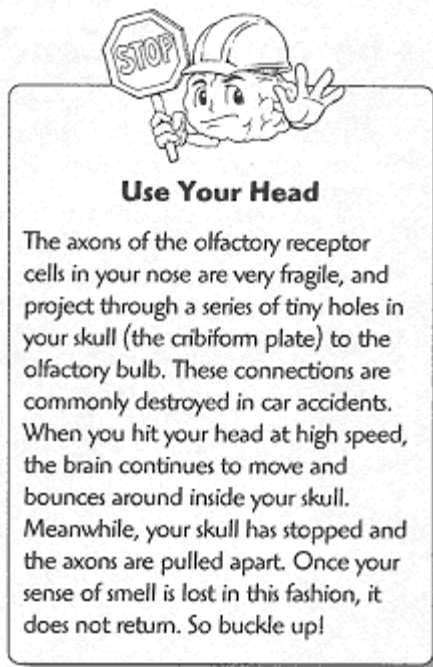 STOP
Use Your Head
The axons of the olfactory receptor
cells in your nose are very fragile, and
project through a series of tiny holes in
your skull (the cribiform plate) to the
olfactory bulb. These connections are
commonly destroyed in car accidents.
When you hit your head at high speed,
the brain continues to move and
bounces around inside your skull.
Meanwhile, your skull has stopped and
the axons are pulled apart. Once your
sense of smell is lost in this fashion, it
does not return. So buckle up!